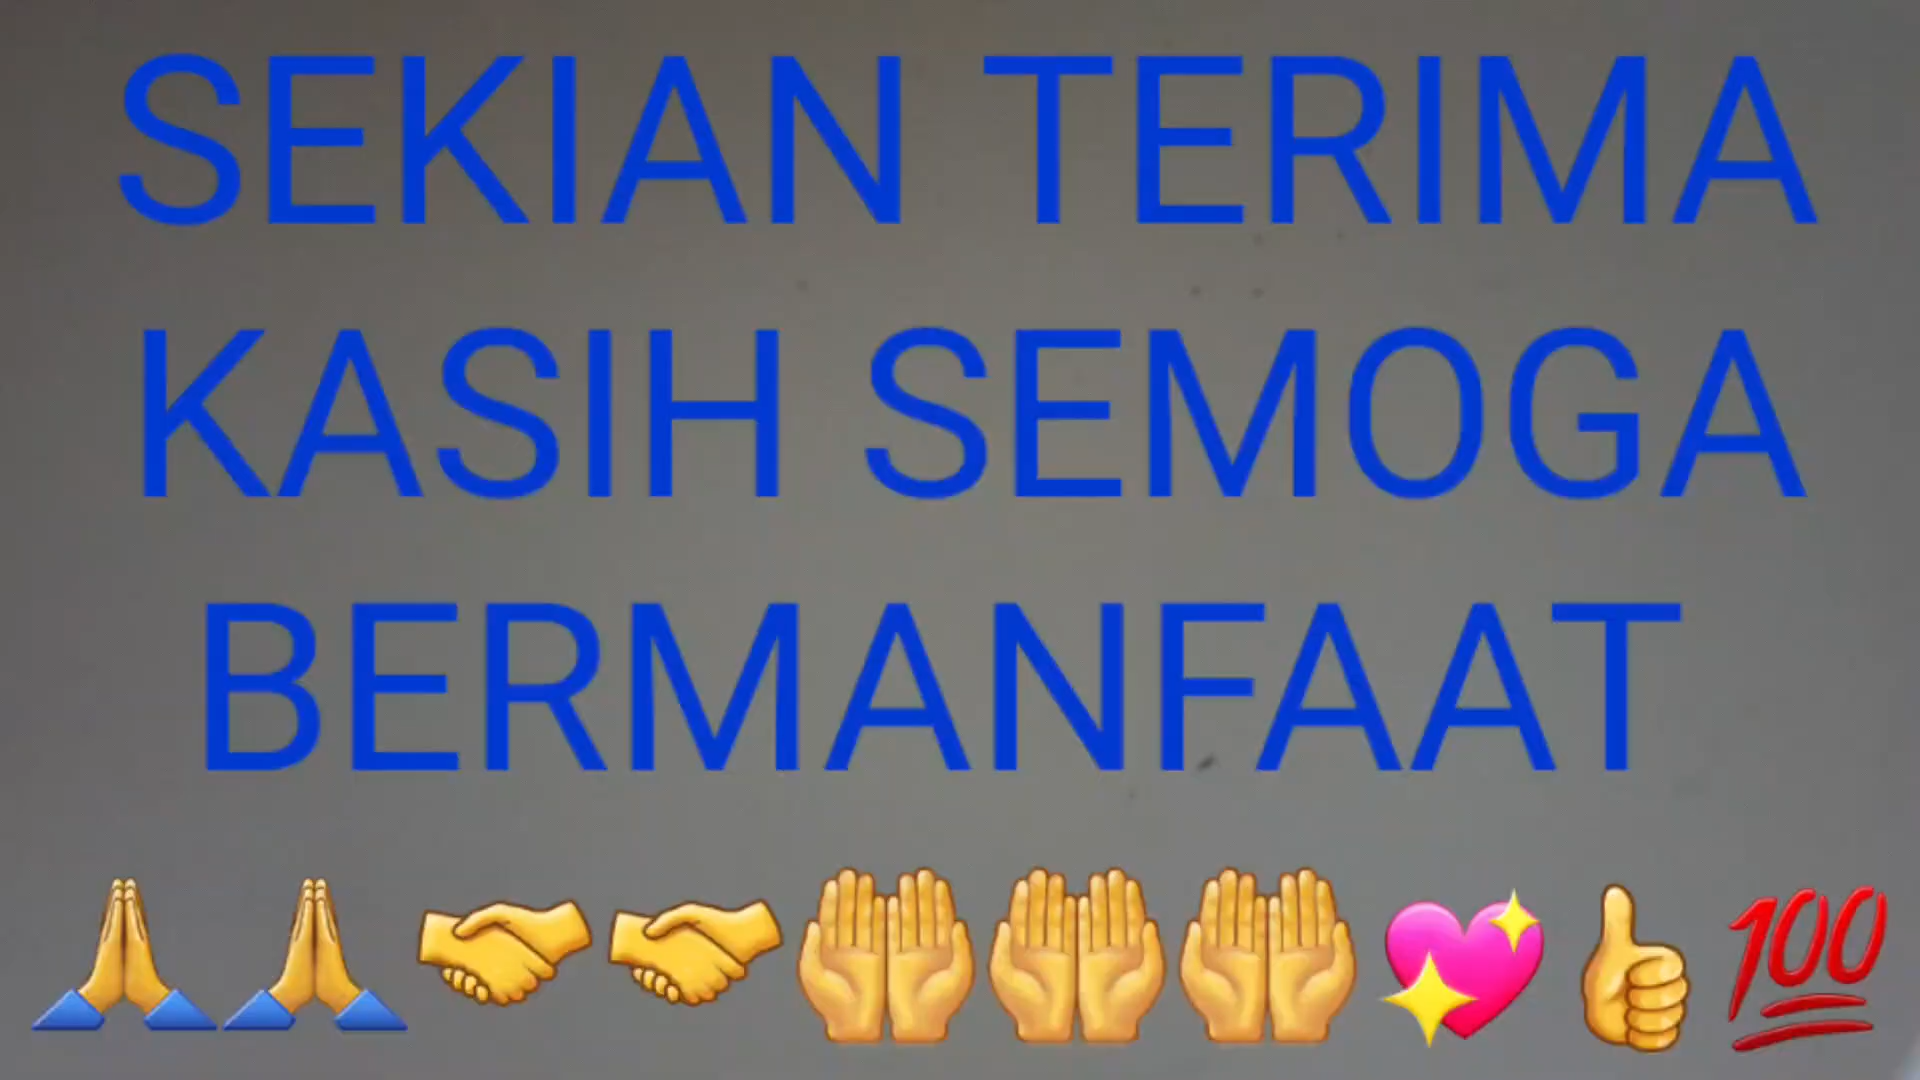 SEKIAN TERIMA
KASIH SEMOGA
BERMANFAAT
🙏🙏🤝🤝🤲🤲🤲💖👍💯